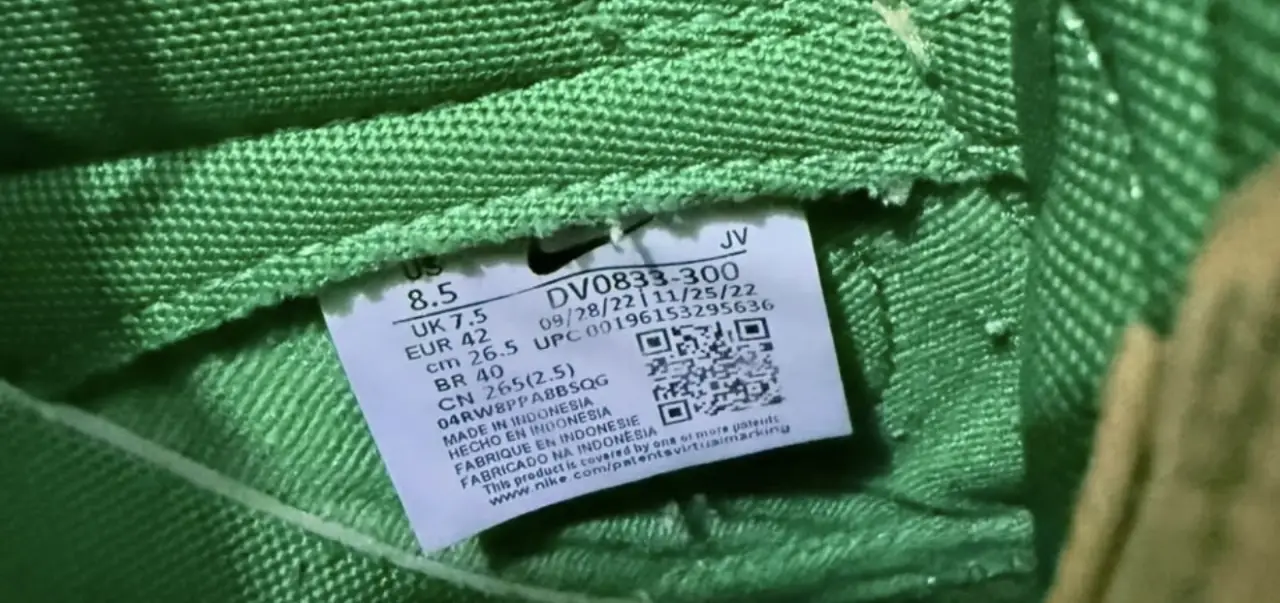 US
8.5
UK 7.5
EUR 42
cm 26.5
BR 40
CN 265(2.5)
04RW8PPA8BSQG
JV
DV0833-300
09/28/22 | 11/25/22
UPC 00196153295636
MADE IN INDONESIA
HECHO EN INDONESIA
FABRIQUE EN INDONESIE
FABRICADO NA INDONÉSIA
This product is covered by one or more patents
www.nike.com/patentsvirtualmarking